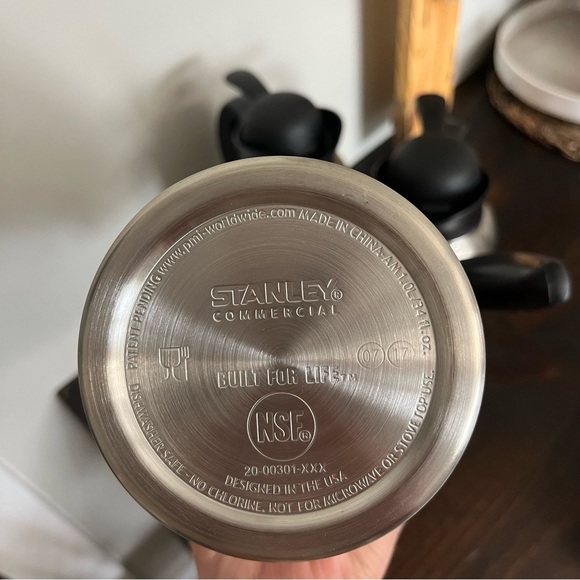 PATENT PENDING www.pmi-worldwide.com MADE IN CHINA-AM 1.0L/34 fl.oz.
STANLEY®
COMMERCIAL
07 17
BUILT FOR LIFE™
NSF®
20-00301-XXX
DESIGNED IN THE USA
DISHWASHER SAFE - NO CHLORINE. NOT FOR MICROWAVE OR STOVE TOP USE.